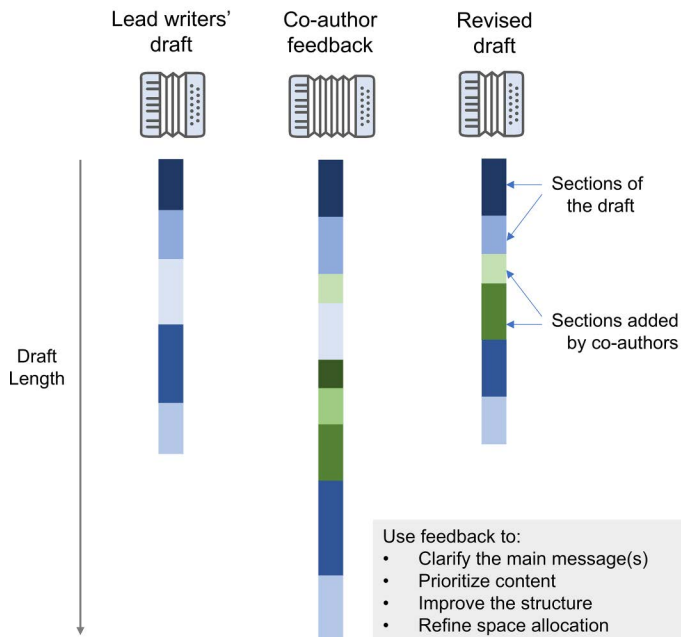 Lead writers’
draft
Co-author
feedback
Revised
draft
Sections of
the draft
Sections added
by co-authors
Draft
Length
Use feedback to:
• Clarify the main message(s)
• Prioritize content
• Improve the structure
• Refine space allocation